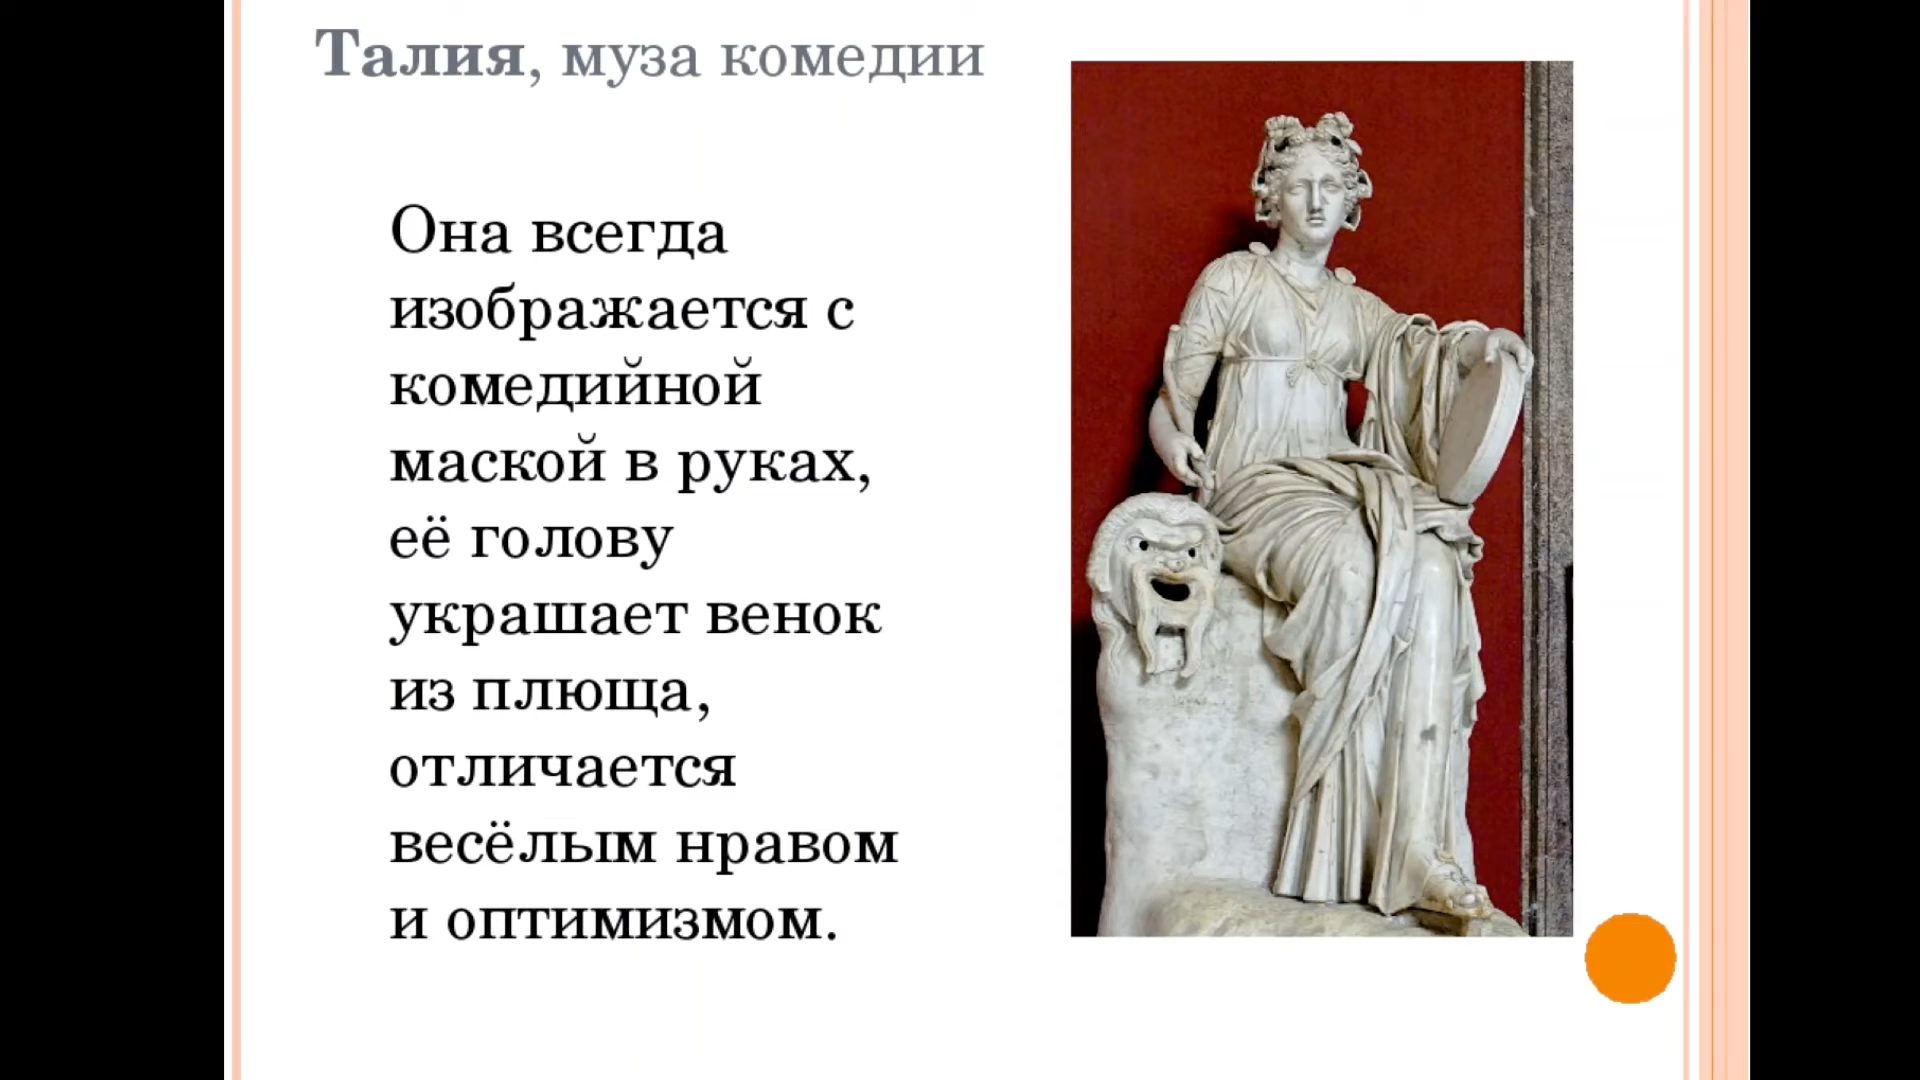 Талия, муза комедии
Она всегда
изображается с
комедийной
маской в руках,
её голову
украшает венок
из плюща,
отличается
весёлым нравом
и оптимизмом.